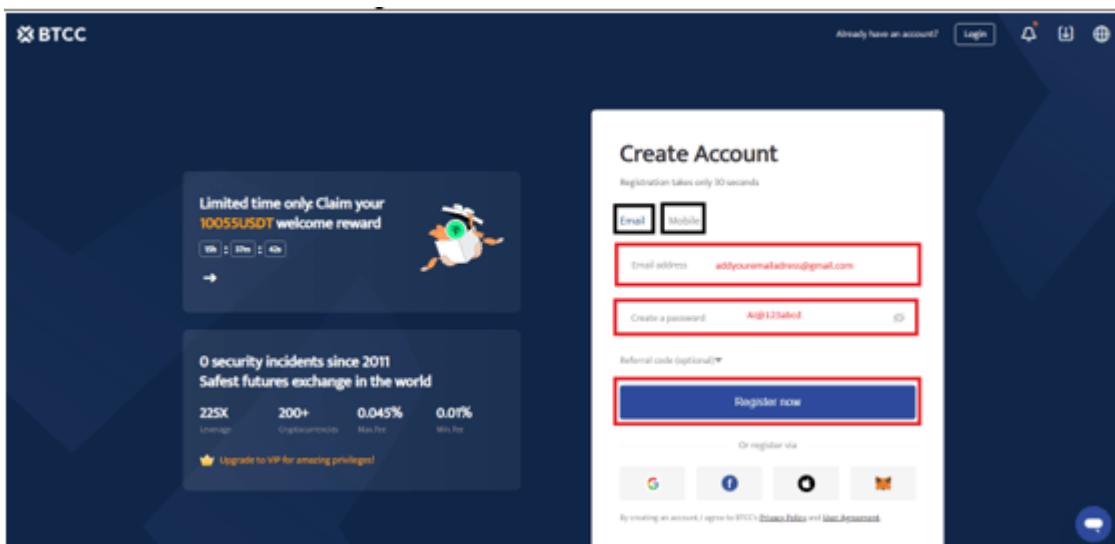 BTCC
Already have an account?
Login
Create Account
Registration takes only 30 seconds
Email
Mobile
Email address addyouremailadress@gmail.com
Create a password
Referral code (optional)
Register now
Or register via
By creating an account, I agree to BTCC's Privacy Policy and User Agreement.
Limited time only: Claim your
10055USDT welcome reward
0 security incidents since 2011
Safest futures exchange in the world
225X 200+ 0.045% 0.01%
Leverage Cryptocurrencies Max Fee Min Fee
Upgrade to VIP for amazing privileges!